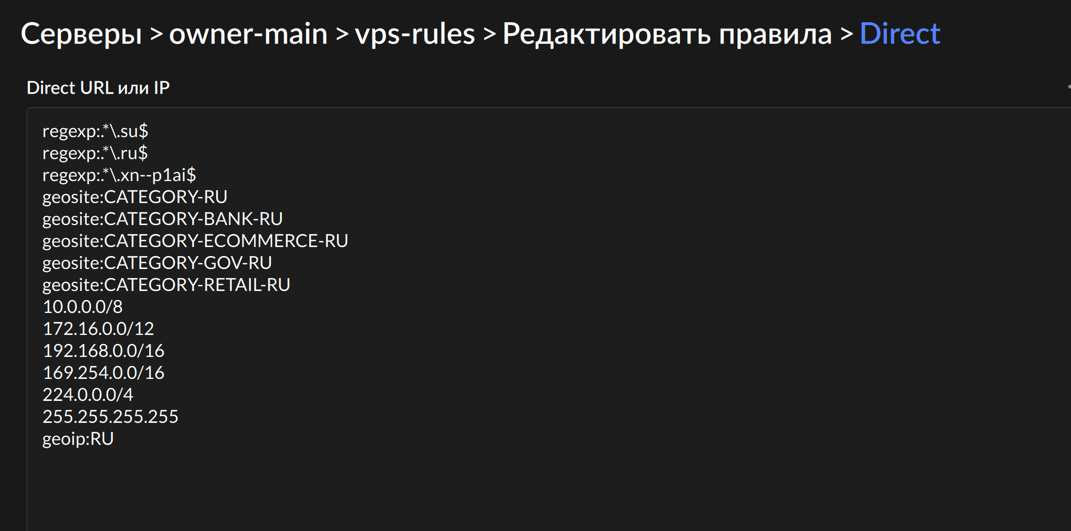 Серверы > owner-main > vps-rules > Редактировать правила > Direct
Direct URL или IP
regexp:.*\.su$
regexp:.*\.ru$
regexp:.*\.xn--p1ai$
geosite:CATEGORY-RU
geosite:CATEGORY-BANK-RU
geosite:CATEGORY-ECOMMERCE-RU
geosite:CATEGORY-GOV-RU
geosite:CATEGORY-RETAIL-RU
10.0.0.0/8
172.16.0.0/12
192.168.0.0/16
169.254.0.0/16
224.0.0.0/4
255.255.255.255
geoip:RU